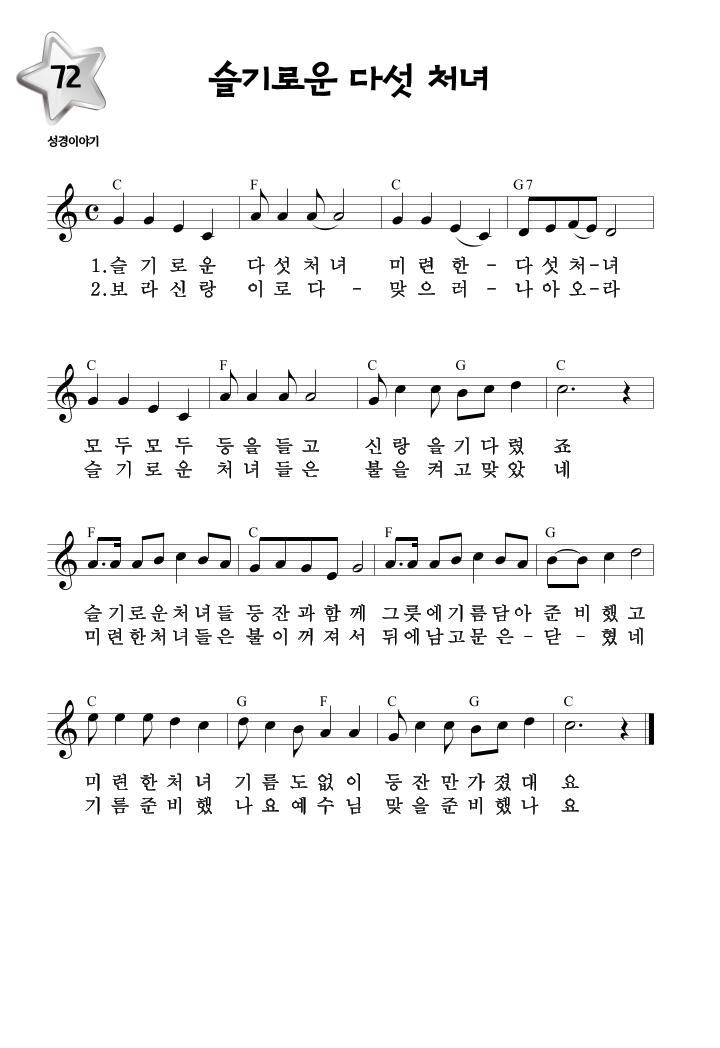 72
슬기로운 다섯 처녀
성경이야기
C F C G7
1.슬 기 로 운 다 섯 처 녀 미 련 한 - 다 섯 처-녀
2.보 라 신 랑 이 로 다 - 맞 으 러 - 나 아 오-라
C F C G C
모 두 모 두 등 을 들 고 신 랑 을 기 다 렸 죠
슬 기 로 운 처 녀 들 은 불 을 켜 고 맞 았 네
F C F G
슬 기 로 운 처 녀 들 등 잔 과 함 께 그 릇 에 기 름 담 아 준 비 했 고
미 련 한 처 녀 들 은 불 이 꺼 져 서 뒤 에 남 고 문 은 - 닫 - 혔 네
C G F C G C
미 련 한 처 녀 기 름 도 없 이 등 잔 만 가 졌 대 요
기 름 준 비 했 나 요 예 수 님 맞 을 준 비 했 나 요